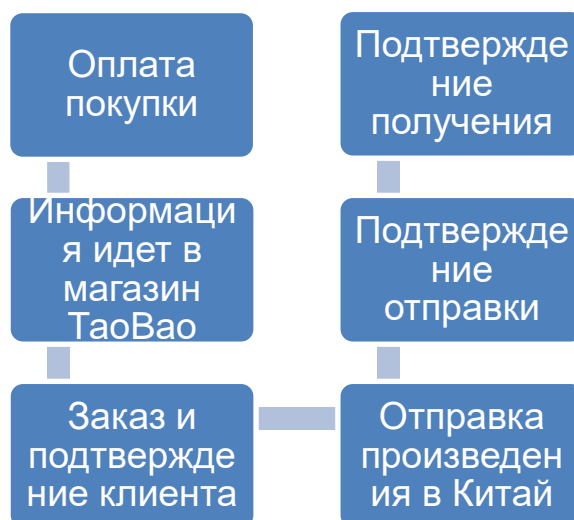 Оплата
покупки
Информаци
я идет в
магазин
TaoBao
Заказ и
подтвержде
ние клиента
Отправка
произведен
ия в Китай
Подтвержде
ние
отправки
Подтвержде
ние
получения